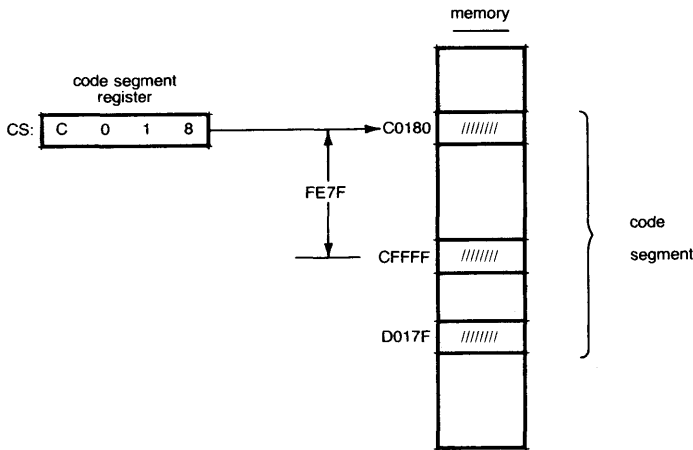 memory
code segment
register
CS: C 0 1 8
C0180 ////////
FE7F
code
segment
CFFFF ////////
D017F ////////